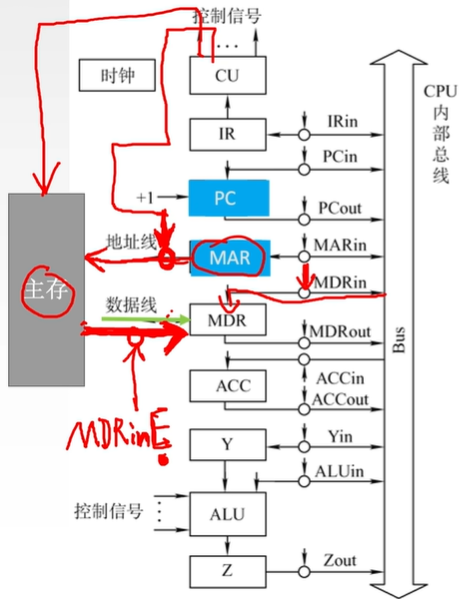 控制信号
...
时钟
CU
CPU
内
部
总
线
IR
IRin
PCin
+1
PC
PCout
地址线
MAR
MARin
主存
MDRin
数据线
MDR
MDRout
Bus
MDRinE
ACC
ACCin
ACCout
Y
Yin
ALUin
控制信号
ALU
Z
Zout